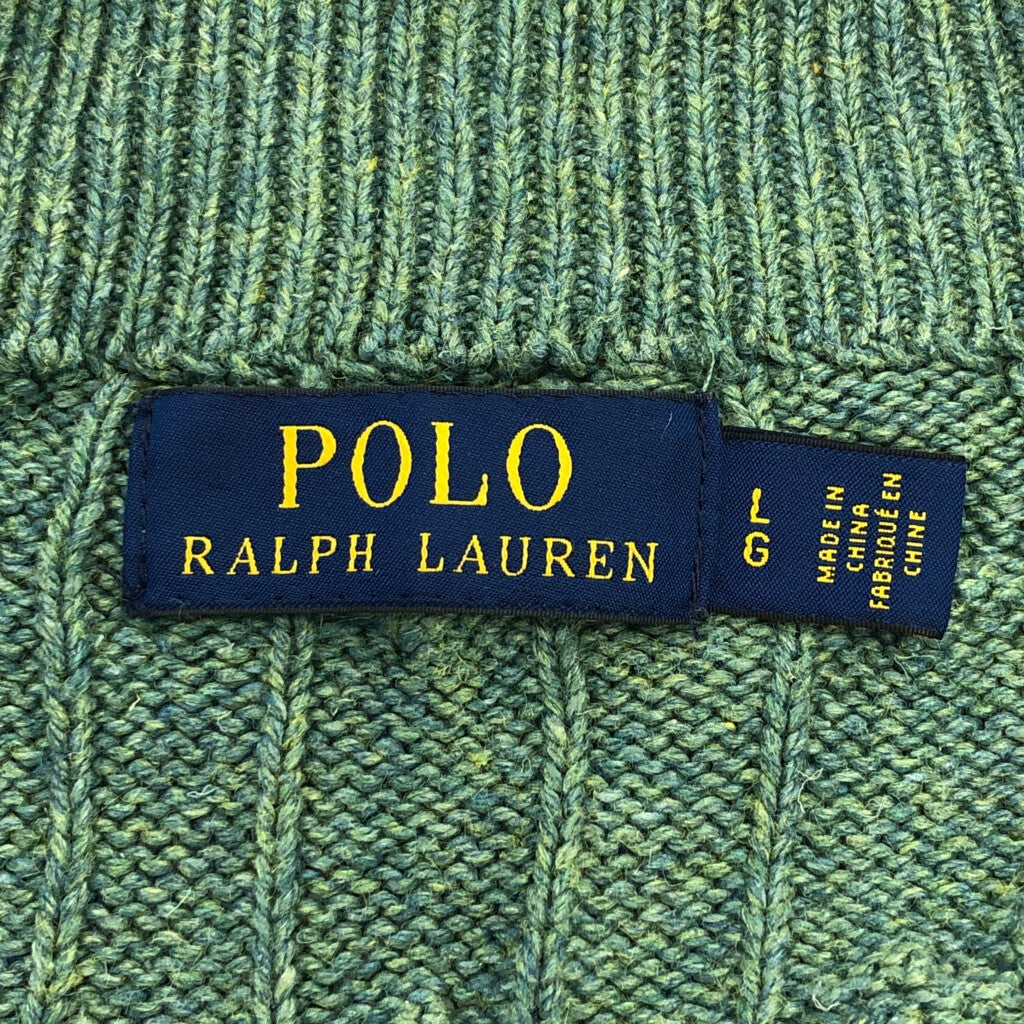 POLO
RALPH LAUREN
L
G
MADE IN
CHINA
FABRIQUÉ EN
CHINE